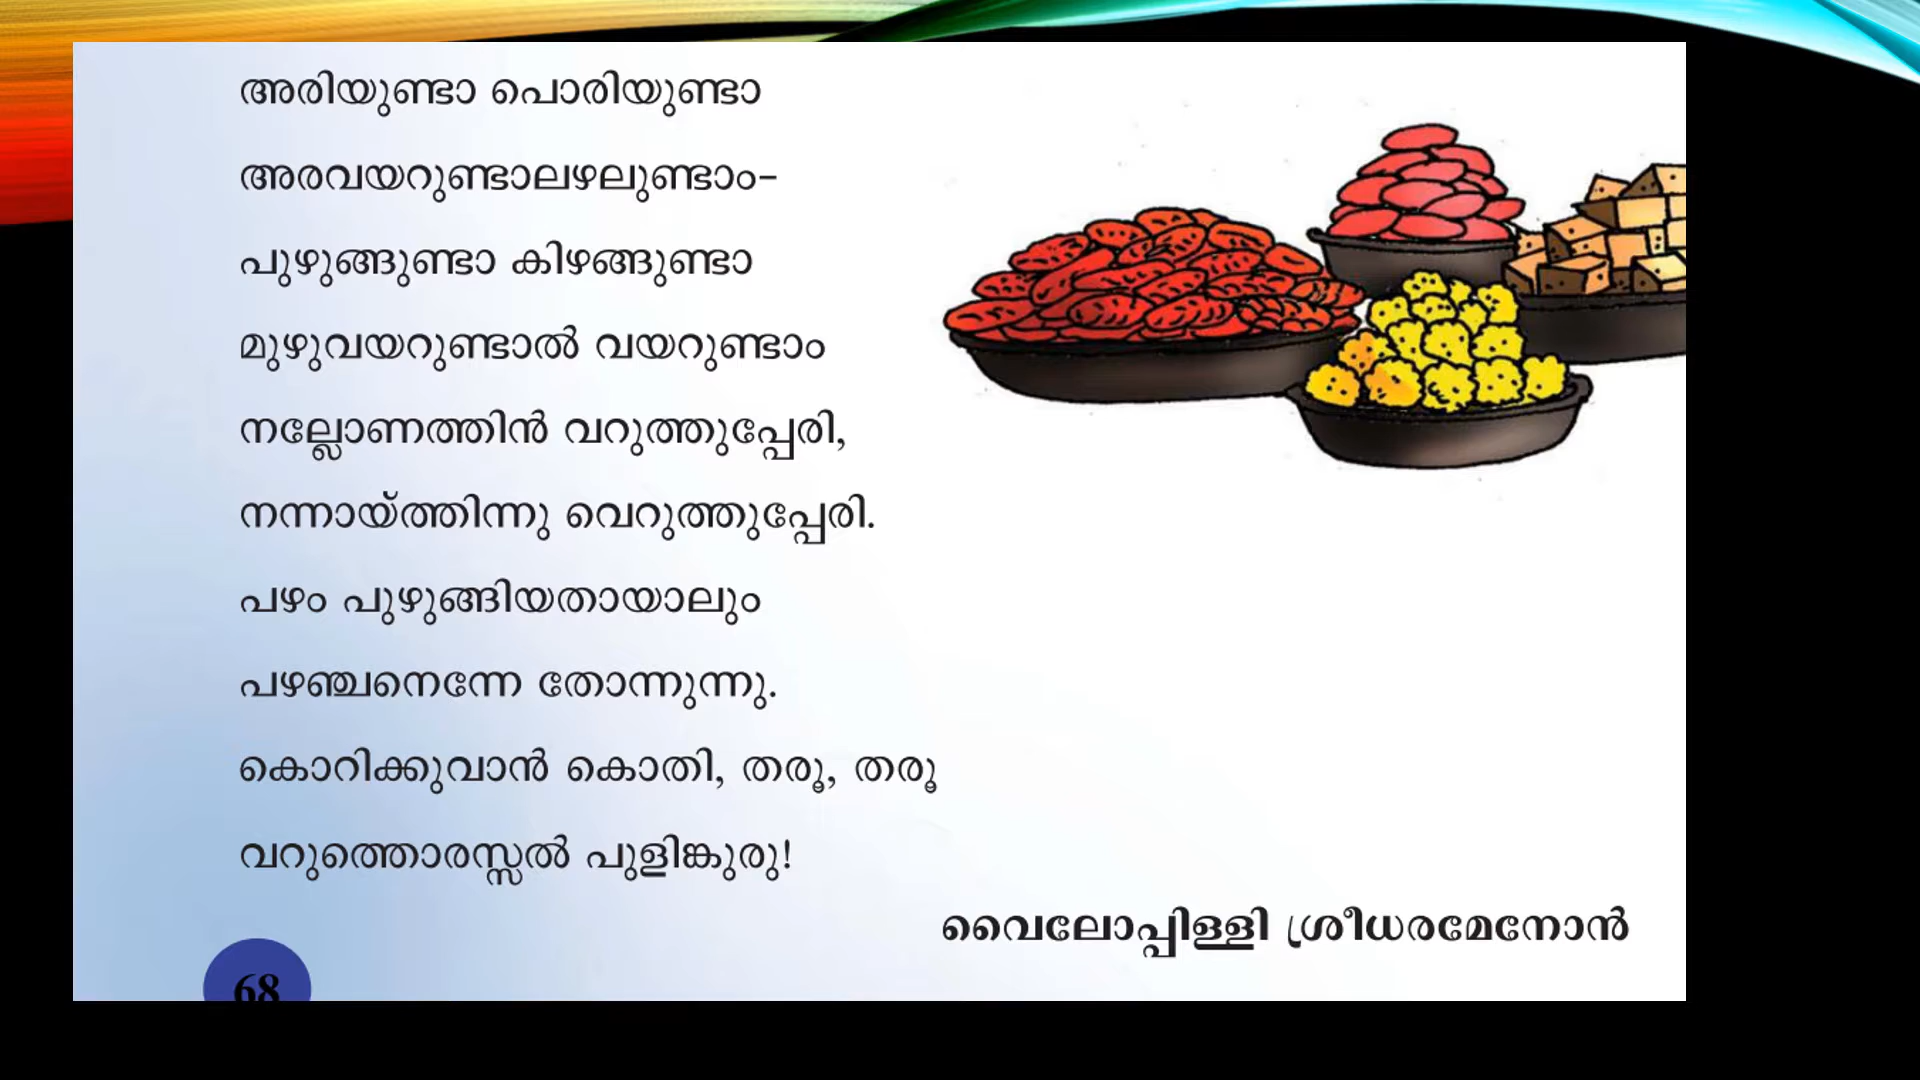 അരിയുണ്ടാ പൊരിയുണ്ടാ
അരവയറുണ്ടാലഴലുണ്ടാം-
പുഴുങ്ങുണ്ടാ കിഴങ്ങുണ്ടാ
മുഴുവയറുണ്ടാൽ വയറുണ്ടാം
നല്ലോണത്തിൻ വറുത്തുപ്പേരി,
നന്നായ്ത്തിന്നു വെറുത്തുപ്പേരി.
പഴം പുഴുങ്ങിയതായാലും
പഴഞ്ചനെന്നേ തോന്നുന്നു.
കൊറിക്കുവാൻ കൊതി, തരൂ, തരൂ
വറുത്തൊരസ്സൽ പുളിങ്കുരു!
വൈലോപ്പിള്ളി ശ്രീധരമേനോൻ
68